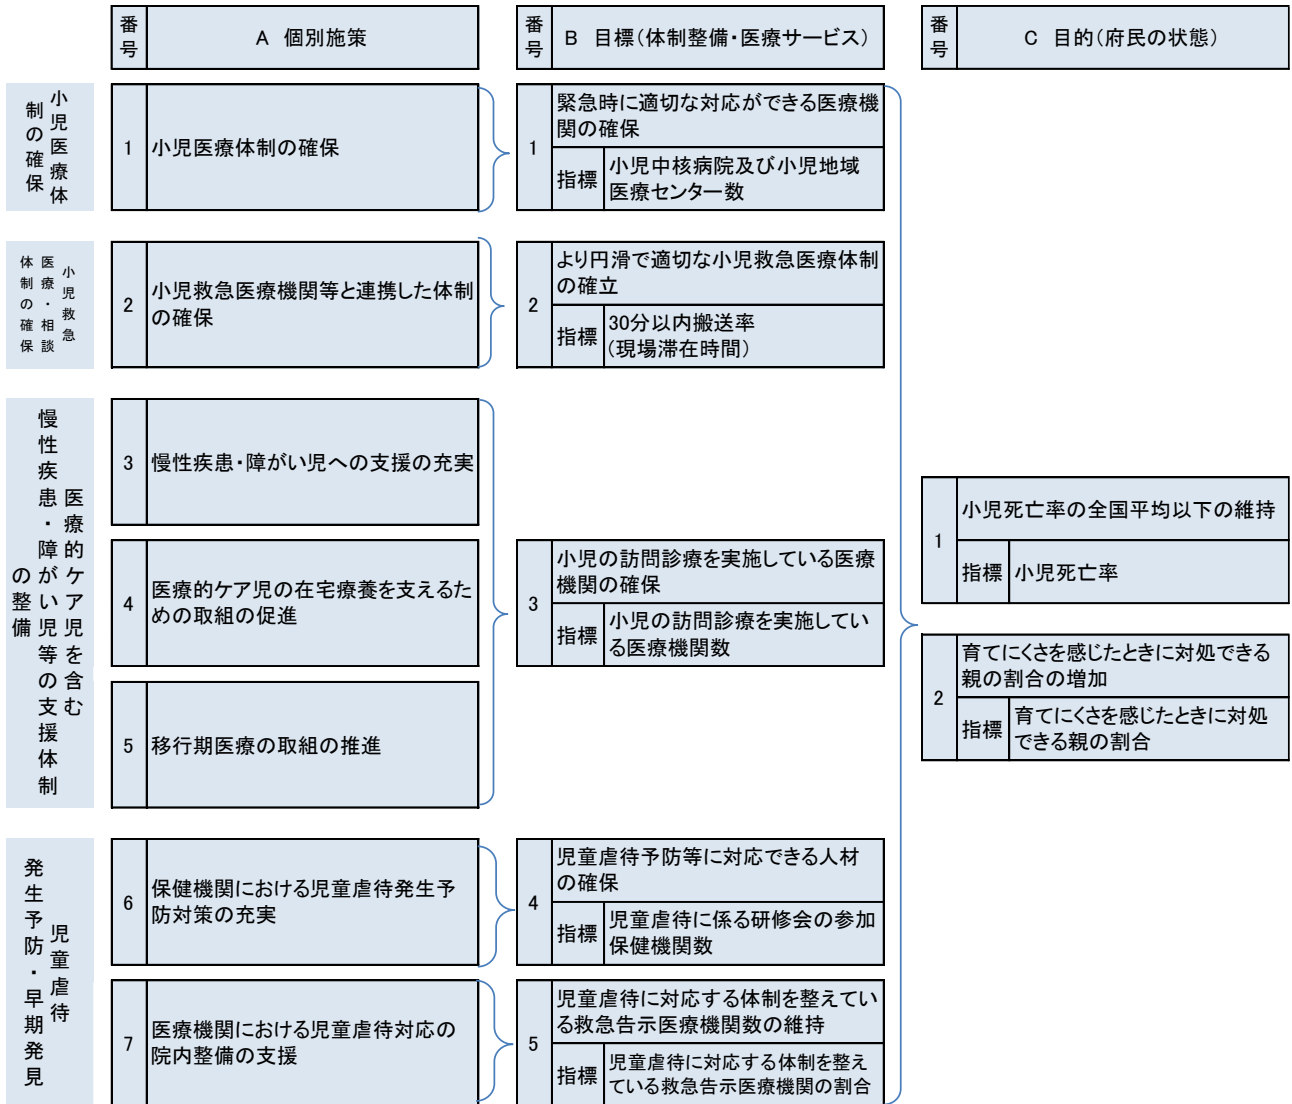 番号
A 個別施策
番号
B 目標(体制整備・医療サービス)
番号
C 目的(府民の状態)
小児医療体
制の確保
1
小児医療体制の確保
1
緊急時に適切な対応ができる医療機
関の確保
指標
小児中核病院及び小児地域
医療センター数
小児救急
医療・相談
体制の確保
2
小児救急医療機関等と連携した体制
の確保
2
より円滑で適切な小児救急医療体制
の確立
指標
30分以内搬送率
(現場滞在時間)
医療的ケア児を含む
慢性疾患・障がい児等の支援体制
の整備
3
慢性疾患・障がい児への支援の充実
4
医療的ケア児の在宅療養を支えるた
めの取組の促進
5
移行期医療の取組の推進
3
小児の訪問診療を実施している医療
機関の確保
指標
小児の訪問診療を実施してい
る医療機関数
1
小児死亡率の全国平均以下の維持
指標
小児死亡率
2
育てにくさを感じたときに対処できる
親の割合の増加
指標
育てにくさを感じたときに対処
できる親の割合
児童虐待
発生予防・早期発見
6
保健機関における児童虐待発生予
防対策の充実
4
児童虐待予防等に対応できる人材
の確保
指標
児童虐待に係る研修会の参加
保健機関数
7
医療機関における児童虐待対応の
院内整備の支援
5
児童虐待に対応する体制を整えてい
る救急告示医療機関数の維持
指標
児童虐待に対応する体制を整え
ている救急告示医療機関の割合